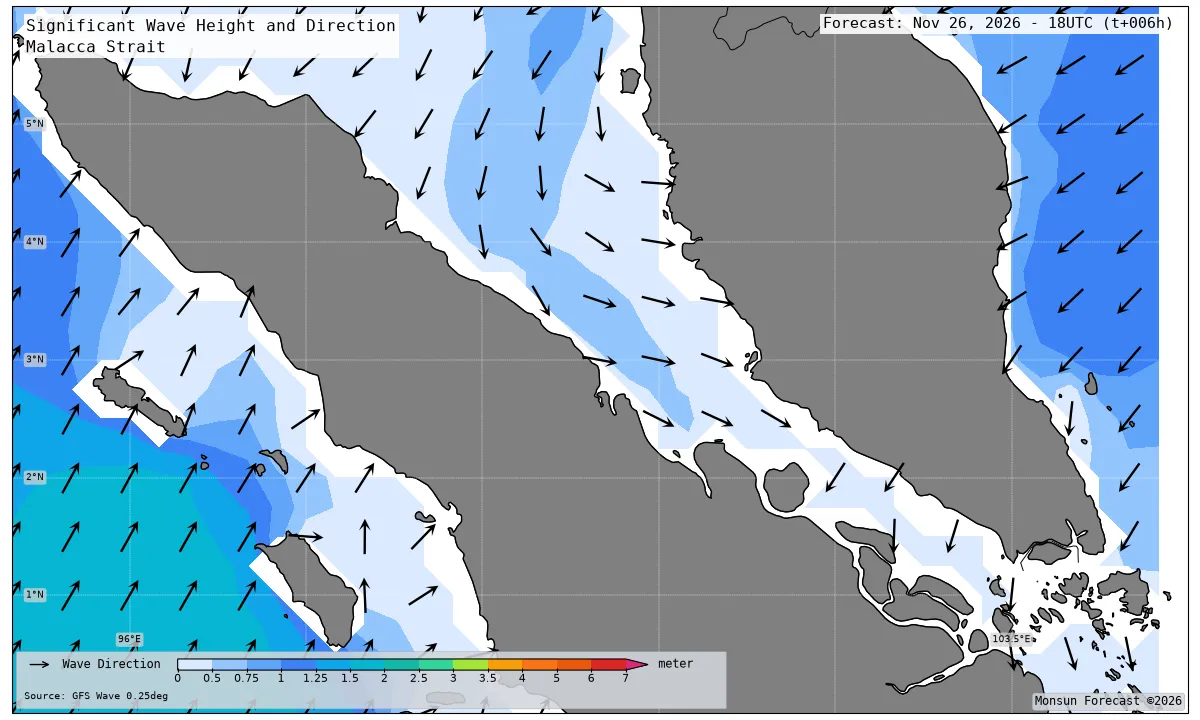 Significant Wave Height and Direction
Malacca Strait
Forecast: Nov 26, 2026 - 18UTC (t+006h)
5°N
4°N
3°N
2°N
1°N
96°E
103.5°E
Wave Direction
meter
0 0.5 0.75 1 1.25 1.5 2 2.5 3 3.5 4 5 6 7
Source: GFS Wave 0.25deg
Monsun Forecast ©2026